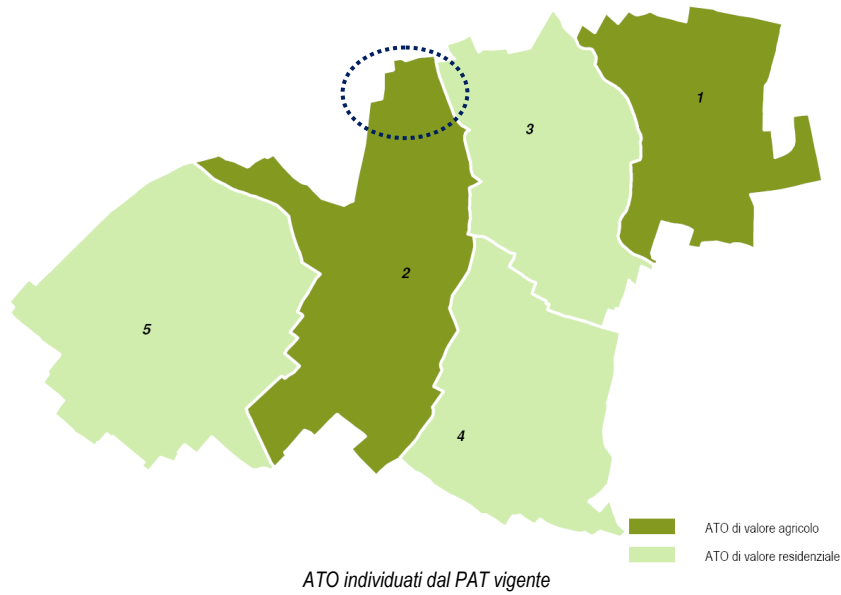 1
3
2
5
4
ATO di valore agricolo
ATO di valore residenziale
ATO individuati dal PAT vigente